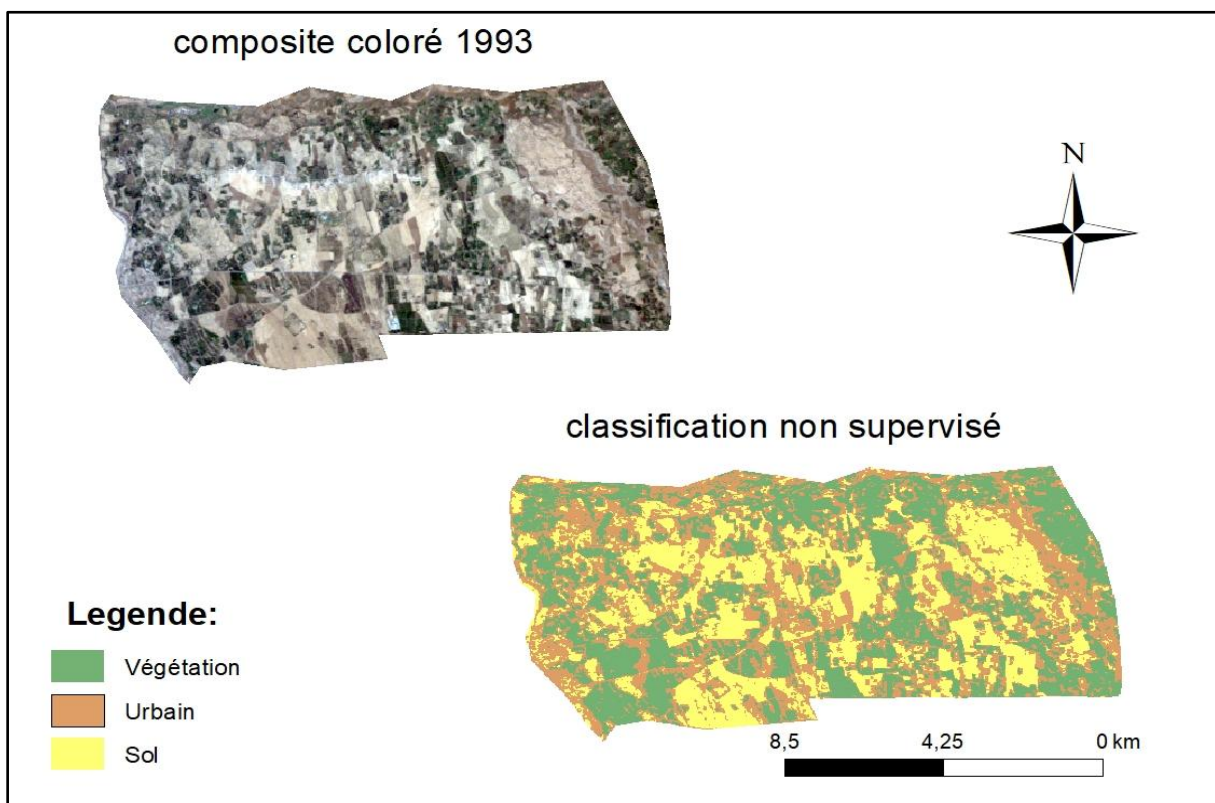 composite coloré 1993
N
classification non supervisé
Legende:
Végétation
Urbain
Sol
8,5 4,25 0 km